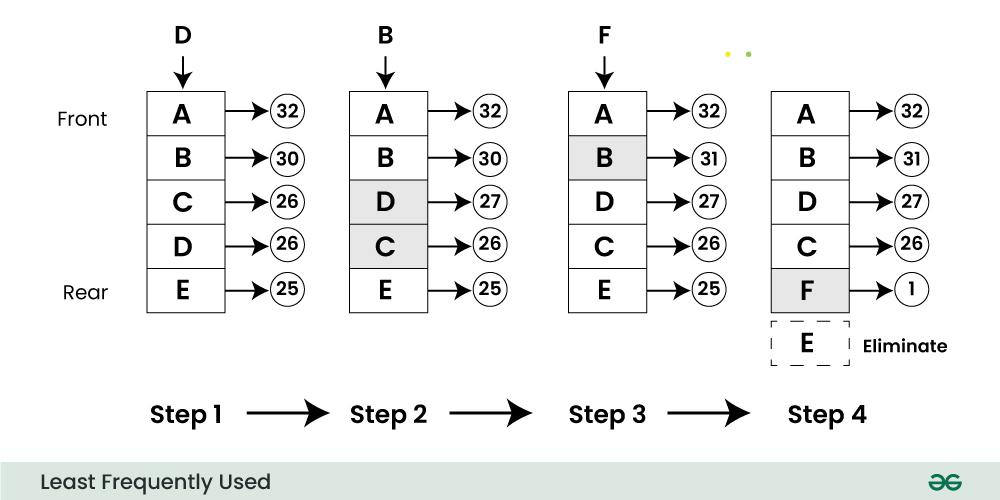 D B F
Front A 32 A 32 A 32 A 32
B 30 B 30 B 31 B 31
C 26 D 27 D 27 D 27
D 26 C 26 C 26 C 26
Rear E 25 E 25 E 25 F 1
E Eliminate
Step 1 Step 2 Step 3 Step 4
Least Frequently Used